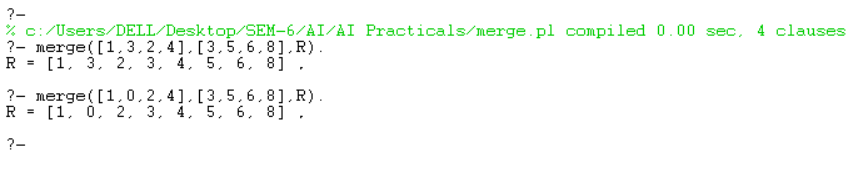 ?-
% c:/Users/DELL/Desktop/SEM-6/AI/AI Practicals/merge.pl compiled 0.00 sec, 4 clauses
?- merge([1,3,2,4],[3,5,6,8],R).
R = [1, 3, 2, 3, 4, 5, 6, 8] .
?- merge([1,0,2,4],[3,5,6,8],R).
R = [1, 0, 2, 3, 4, 5, 6, 8] .
?-